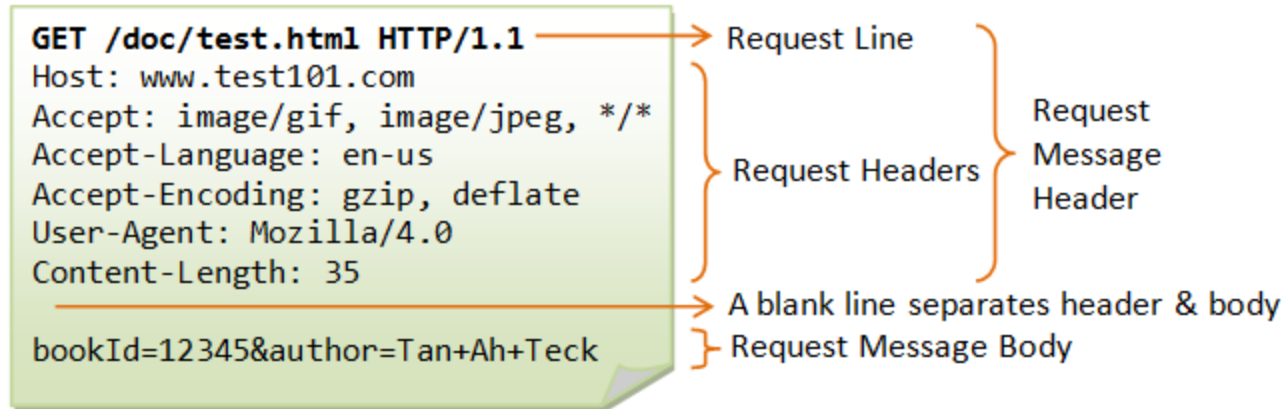 GET /doc/test.html HTTP/1.1
Host: www.test101.com
Accept: image/gif, image/jpeg, */*
Accept-Language: en-us
Accept-Encoding: gzip, deflate
User-Agent: Mozilla/4.0
Content-Length: 35
bookId=12345&author=Tan+Ah+Teck
Request Line
Request Headers
Request
Message
Header
A blank line separates header & body
Request Message Body